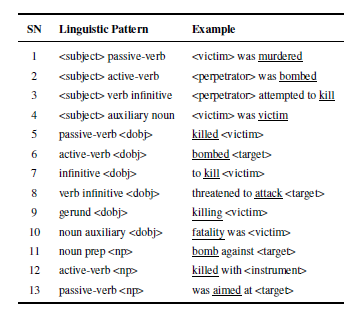 SN Linguistic Pattern Example
1 <subject> passive-verb <victim> was murdered
2 <subject> active-verb <perpetrator> was bombed
3 <subject> verb infinitive <perpetrator> attempted to kill
4 <subject> auxiliary noun <victim> was victim
5 passive-verb <dobj> killed <victim>
6 active-verb <dobj> bombed <target>
7 infinitive <dobj> to kill <victim>
8 verb infinitive <dobj> threatened to attack <target>
9 gerund <dobj> killing <victim>
10 noun auxiliary <dobj> fatality was <victim>
11 noun prep <np> bomb against <target>
12 active-verb <np> killed with <instrument>
13 passive-verb <np> was aimed at <target>